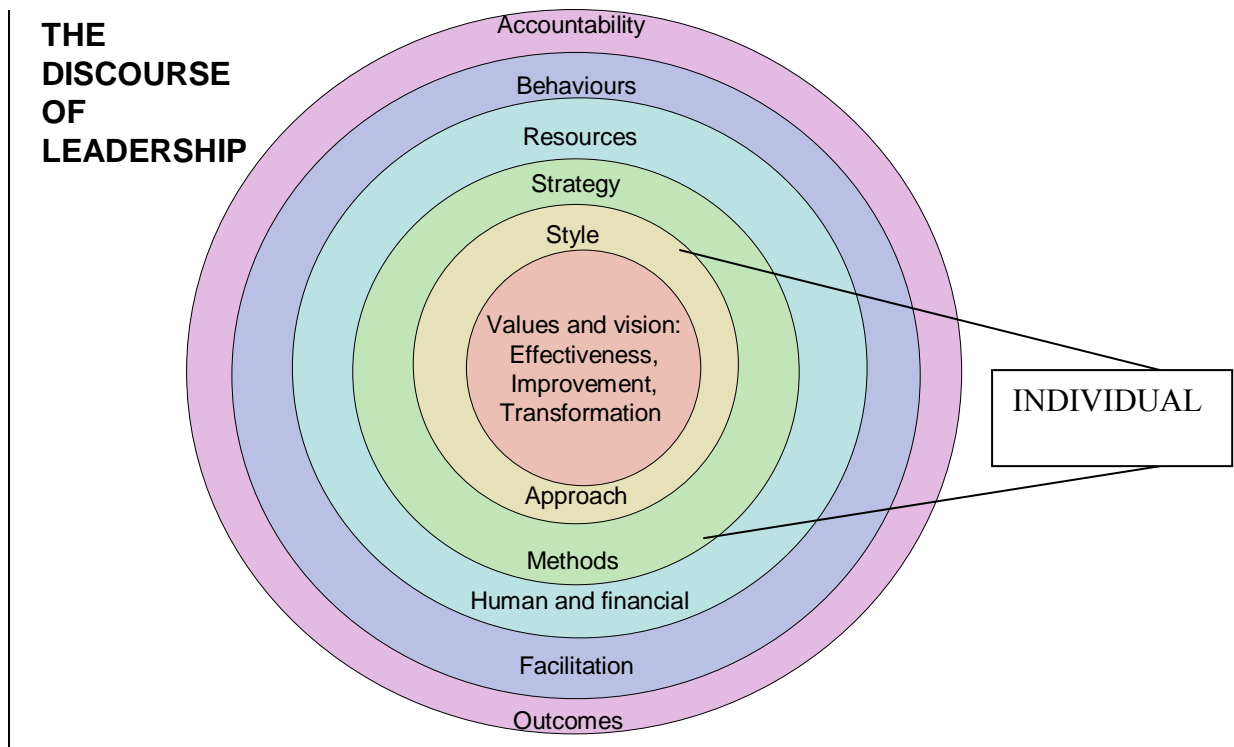 THE
DISCOURSE
OF
LEADERSHIP
Accountability
Behaviours
Resources
Strategy
Style
Values and vision:
Effectiveness,
Improvement,
Transformation
INDIVIDUAL
Approach
Methods
Human and financial
Facilitation
Outcomes